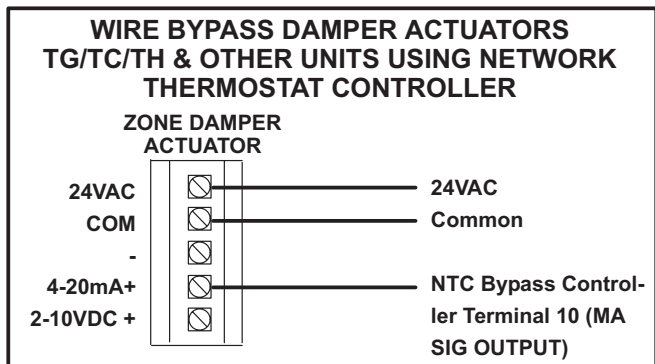 WIRE BYPASS DAMPER ACTUATORS
TG/TC/TH & OTHER UNITS USING NETWORK
THERMOSTAT CONTROLLER
ZONE DAMPER
ACTUATOR
24VAC
24VAC
COM
Common
-
4-20mA+
NTC Bypass Control-
ler Terminal 10 (MA
2-10VDC +
SIG OUTPUT)